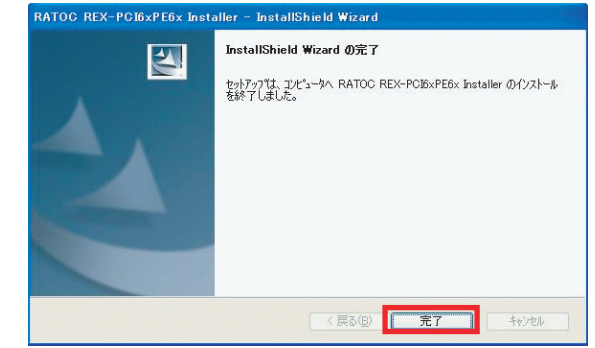 RATOC REX-PCI6xPE6x Installer - InstallShield Wizard
InstallShield Wizard の完了
セットアップは、コンピュータへ RATOC REX-PCI6xPE6x Installer のインストール
を終了しました。
< 戻る(B)
完了
キャンセル